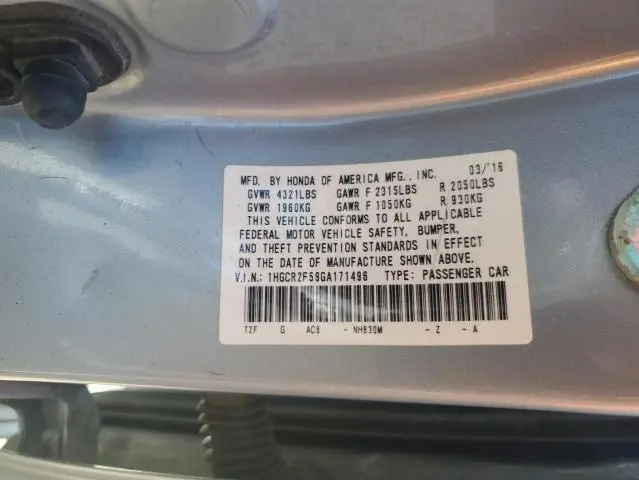 MFD. BY HONDA OF AMERICA MFG., INC. 03/'16
GVWR 4321LBS GAWR F 2315LBS R 2050LBS
GVWR 1960KG GAWR F 1050KG R 930KG
THIS VEHICLE CONFORMS TO ALL APPLICABLE
FEDERAL MOTOR VEHICLE SAFETY, BUMPER,
AND THEFT PREVENTION STANDARDS IN EFFECT
ON THE DATE OF MANUFACTURE SHOWN ABOVE.
V.I.N.: 1HGCR2F59GA171496 TYPE: PASSENGER CAR
T2F G AC8 - NH830M - Z - A